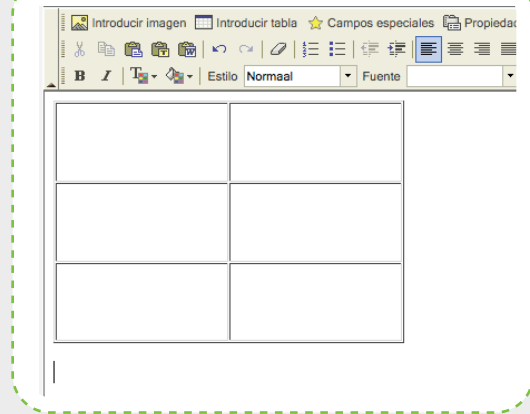 Introducir imagen Introducir tabla Campos especiales Propiedad
B I Estilo Normaal Fuente